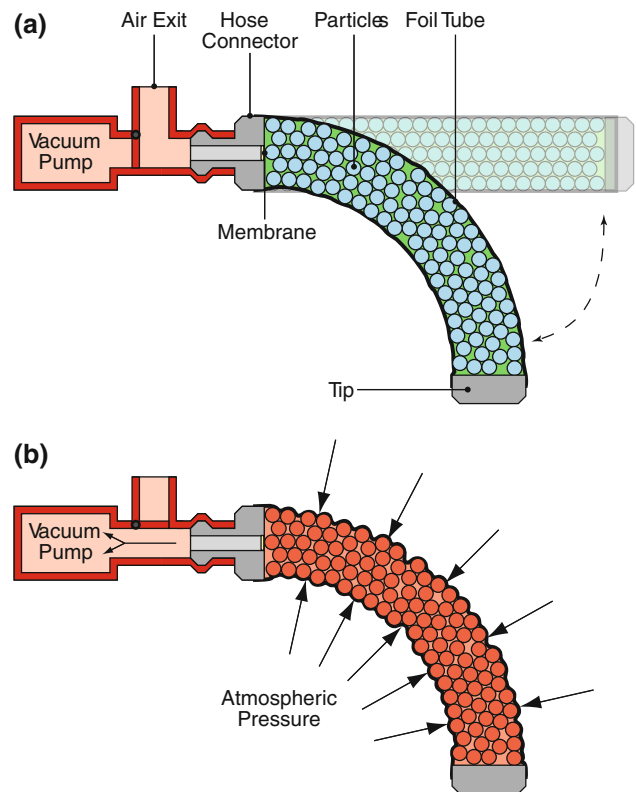 (a)
Air Exit
Hose
Connector
Particles
Foil Tube
Vacuum
Pump
Membrane
Tip
(b)
Vacuum
Pump
Atmospheric
Pressure